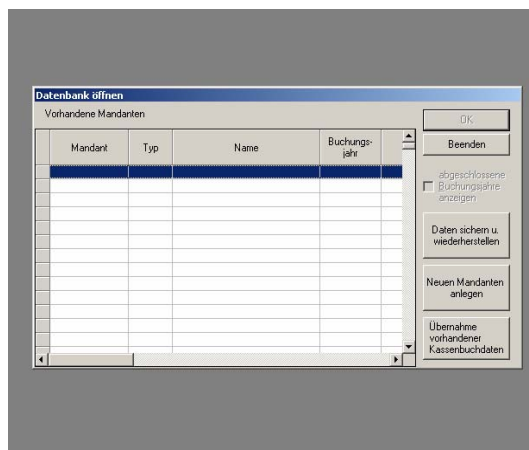 Datenbank öffnen
Vorhandene Mandanten
Mandant
Typ
Name
Buchungs-
jahr
OK
Beenden
abgeschlossene
Buchungsjahre
anzeigen
Daten sichern u.
wiederherstellen
Neuen Mandanten
anlegen
Übernahme
vorhandener
Kassenbuchdaten